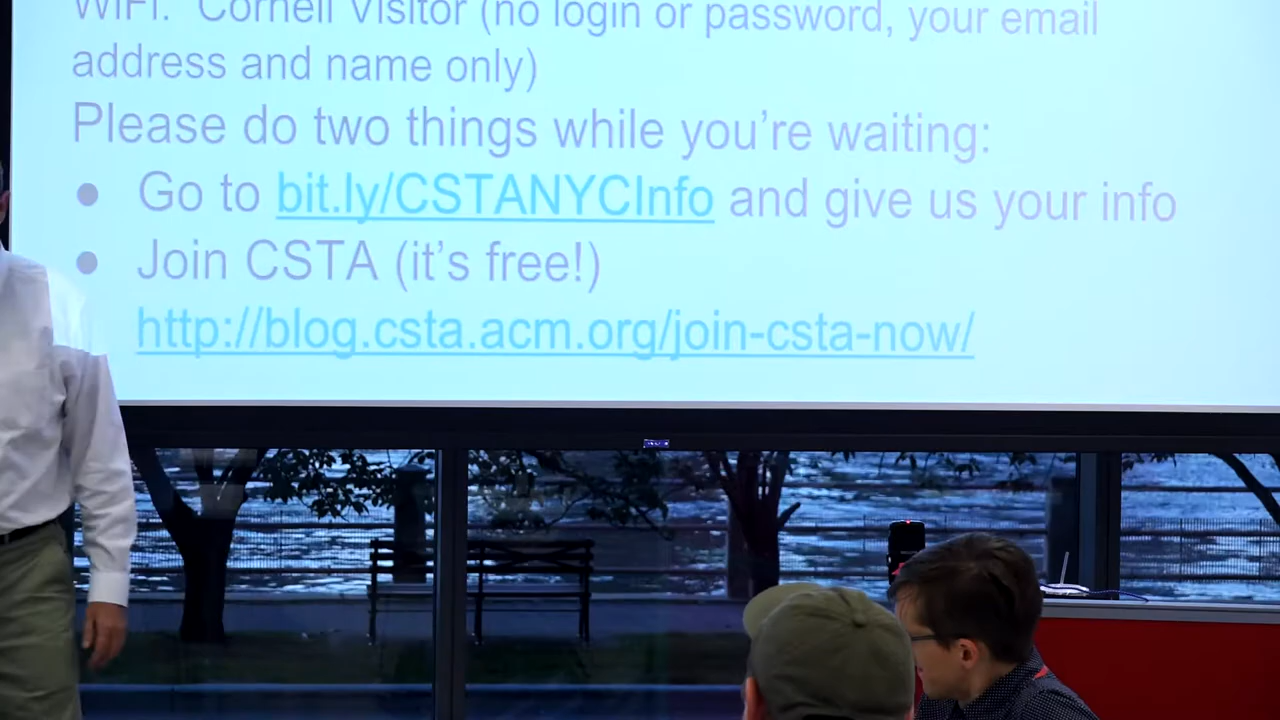 WiFi: Cornell Visitor (no login or password, your email
address and name only)
Please do two things while you're waiting:
● Go to bit.ly/CSTANYCInfo and give us your info
● Join CSTA (it's free!)
http://blog.csta.acm.org/join-csta-now/